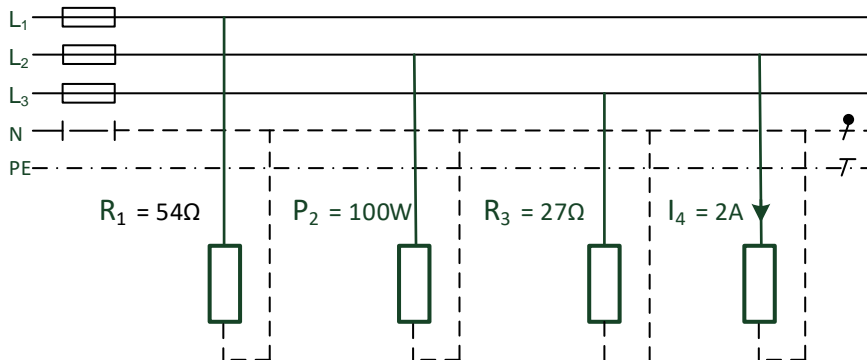 L₁
L₂
L₃
N
PE
R₁ = 54Ω P₂ = 100W R₃ = 27Ω I₄ = 2A